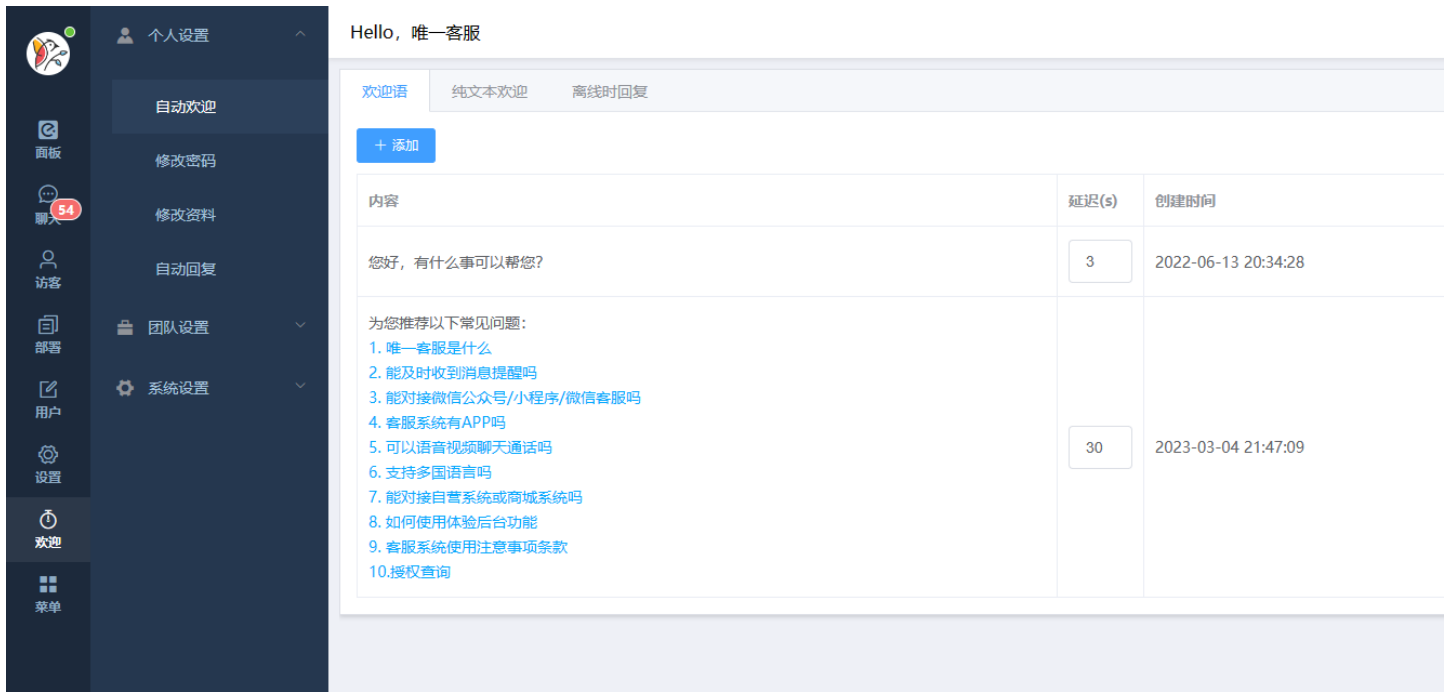 Hello，唯一客服
个人设置
自动欢迎
修改密码
修改资料
自动回复
团队设置
系统设置
面板
聊天
54
访客
部署
用户
设置
欢迎
菜单
欢迎语 纯文本欢迎 离线时回复
＋ 添加
内容 延迟(s) 创建时间
您好，有什么事可以帮您? 3 2022-06-13 20:34:28
为您推荐以下常见问题：
1. 唯一客服是什么
2. 能及时收到消息提醒吗
3. 能对接微信公众号/小程序/微信客服吗
4. 客服系统有APP吗
5. 可以语音视频聊天通话吗
6. 支持多国语言吗
7. 能对接自营系统或商城系统吗
8. 如何使用体验后台功能
9. 客服系统使用注意事项条款
10.授权查询
30 2023-03-04 21:47:09